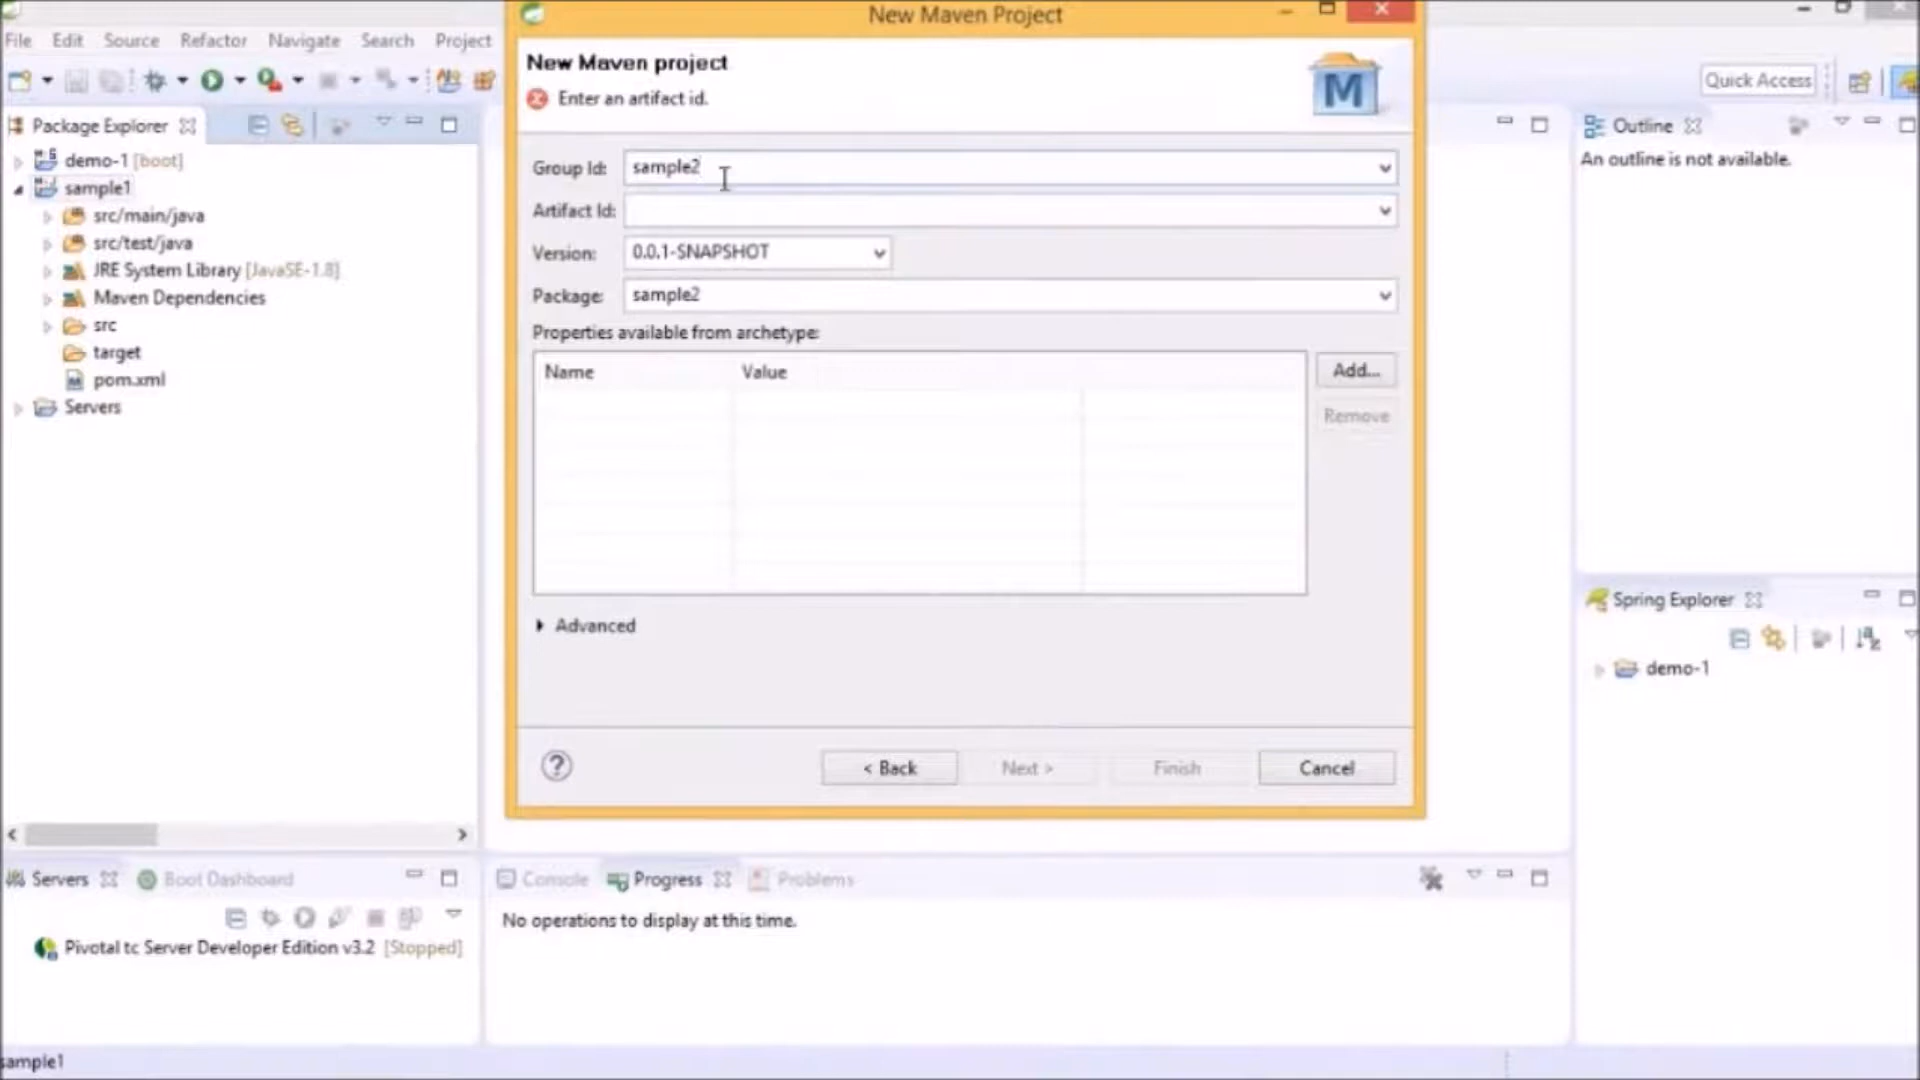 New Maven Project
File Edit Source Refactor Navigate Search Project
New Maven project
Enter an artifact id.
M
Quick Access
Package Explorer
demo-1 [boot]
sample1
src/main/java
src/test/java
JRE System Library [JavaSE-1.8]
Maven Dependencies
src
target
pom.xml
Servers
Group Id: sample2
Artifact Id:
Version: 0.0.1-SNAPSHOT
Package: sample2
Properties available from archetype:
Name Value
Add...
Remove
Advanced
? < Back Next > Finish Cancel
Outline
An outline is not available.
Spring Explorer
demo-1
Servers Boot Dashboard
Pivotal tc Server Developer Edition v3.2 [Stopped]
Console Progress Problems
No operations to display at this time.
sample1